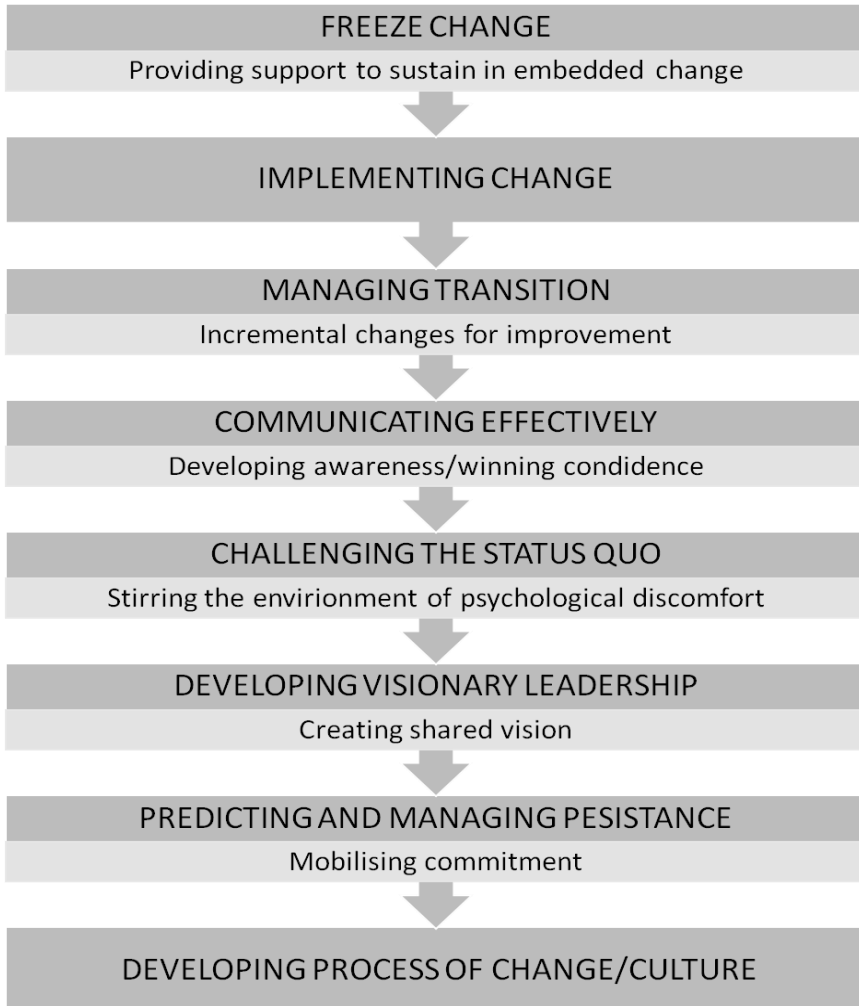 FREEZE CHANGE
Providing support to sustain in embedded change
IMPLEMENTING CHANGE
MANAGING TRANSITION
Incremental changes for improvement
COMMUNICATING EFFECTIVELY
Developing awareness/winning condidence
CHALLENGING THE STATUS QUO
Stirring the envirionment of psychological discomfort
DEVELOPING VISIONARY LEADERSHIP
Creating shared vision
PREDICTING AND MANAGING PESISTANCE
Mobilising commitment
DEVELOPING PROCESS OF CHANGE/CULTURE